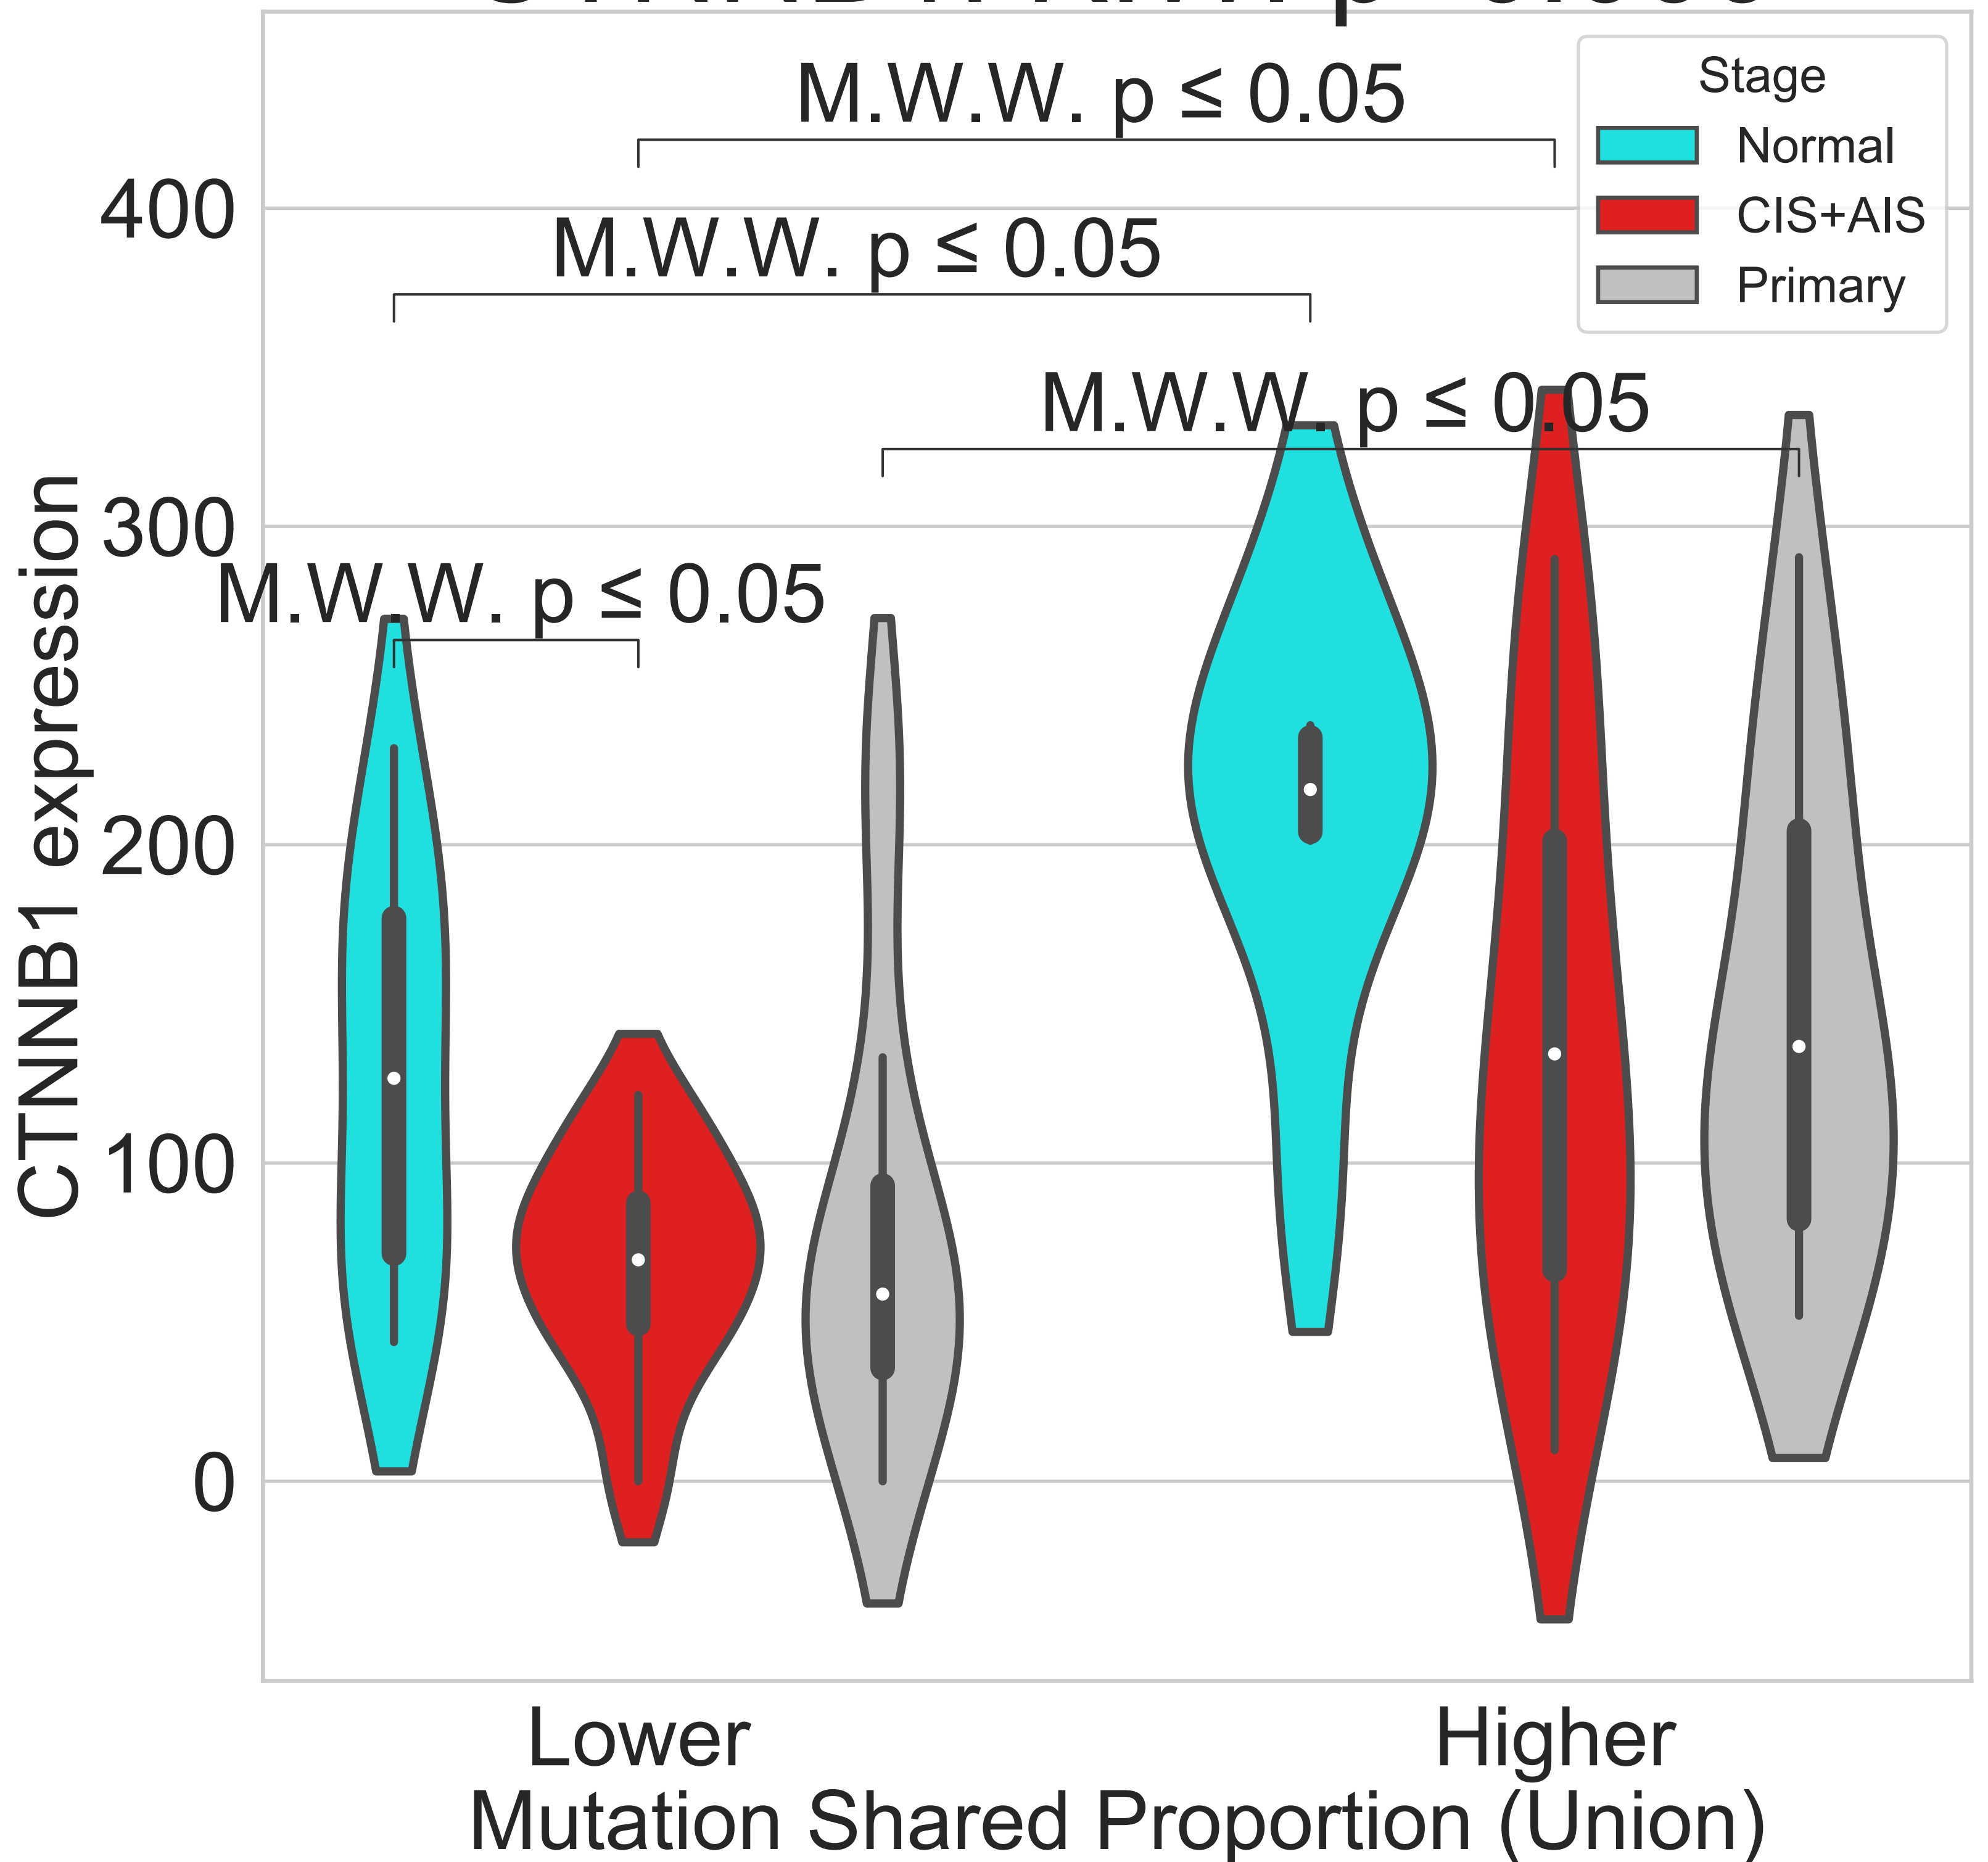 M.W.W. p ≤ 0.05
Stage
Normal
CIS+AIS
Primary
M.W.W. p ≤ 0.05
M.W.W. p ≤ 0.05
M.W.W. p ≤ 0.05
400
300
200
100
0
CTNNB1 expression
Lower
Higher
Mutation Shared Proportion (Union)